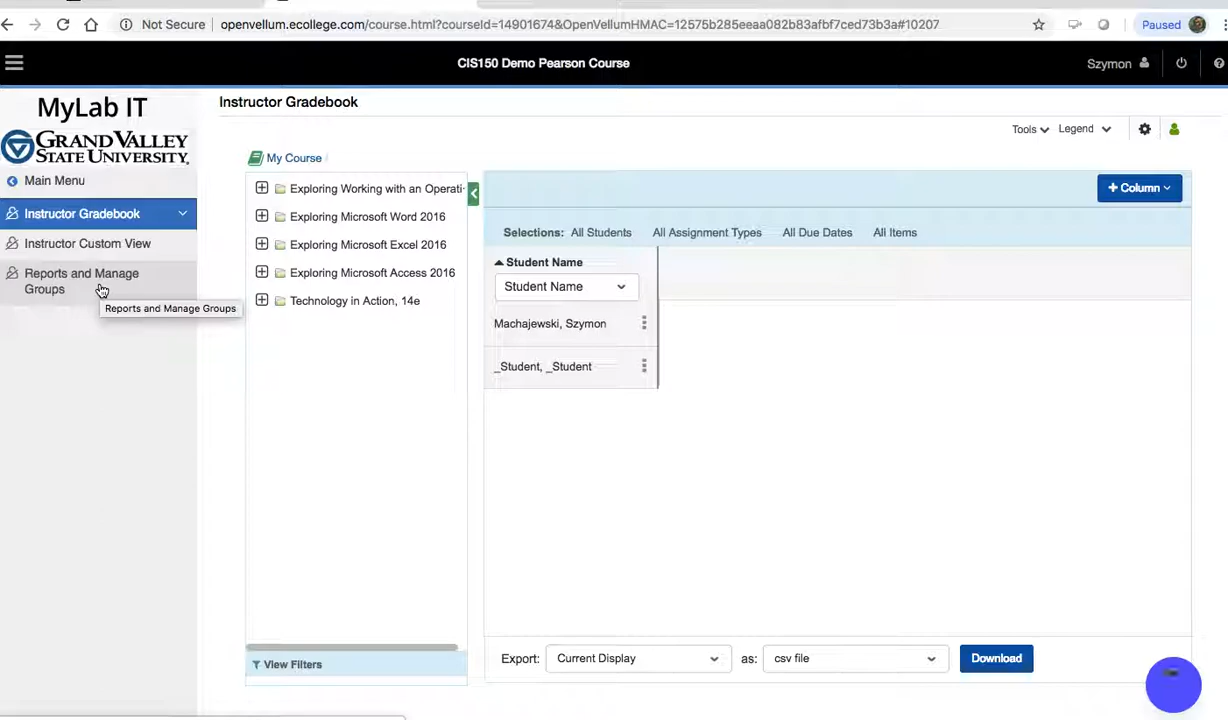 Not Secure openvellum.ecollege.com/course.html?courseId=14901674&OpenVellumHMAC=12575b285eeaa082b83afbf7ced73b3a#10207 Paused
CIS150 Demo Pearson Course Szymon
MyLab IT
GRAND VALLEY
STATE UNIVERSITY.
Main Menu
Instructor Gradebook
Instructor Custom View
Reports and Manage
Groups
Reports and Manage Groups
Instructor Gradebook
Tools Legend
My Course
Exploring Working with an Operati
Exploring Microsoft Word 2016
Exploring Microsoft Excel 2016
Exploring Microsoft Access 2016
Technology in Action, 14e
View Filters
+ Column
Selections: All Students All Assignment Types All Due Dates All Items
Student Name
Student Name
Machajewski, Szymon
_Student, _Student
Export: Current Display as: csv file Download